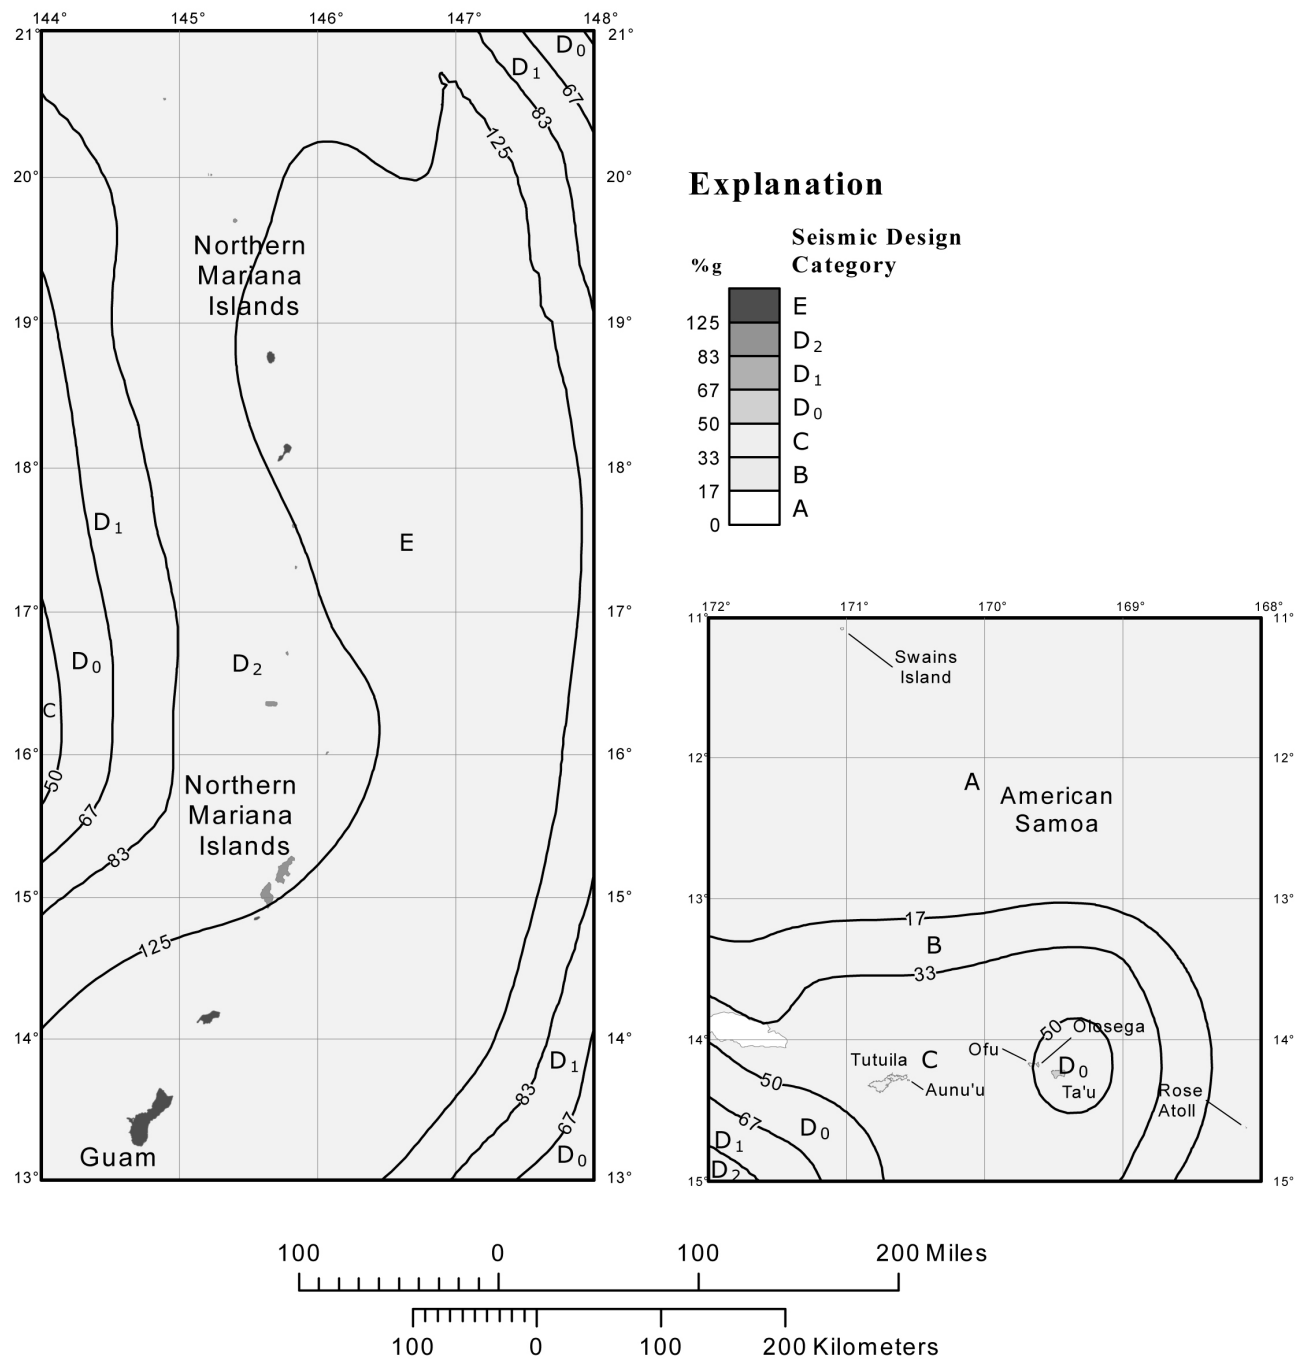 144°
145°
146°
147°
148°
21°
21°
D0
D1
67
83
125
20°
20°
Northern
Mariana
Islands
19°
19°
18°
18°
D1
E
17°
17°
D0
D2
C
16°
16°
50
Northern
Mariana
Islands
67
83
15°
15°
125
14°
14°
D1
83
67
Guam
D0
13°
13°
Explanation
Seismic Design
Category
%g
E
125
D2
83
D1
67
D0
50
C
33
B
17
A
0
172°
171°
170°
169°
168°
11°
11°
Swains
Island
12°
12°
A
American
Samoa
13°
13°
17
B
33
14°
14°
50
Olosega
Ofu
Tutuila
C
D0
50
Aunu'u
Ta'u
Rose
Atoll
67
D0
D1
D2
15°
15°
100
0
100
200 Miles
100
0
100
200 Kilometers